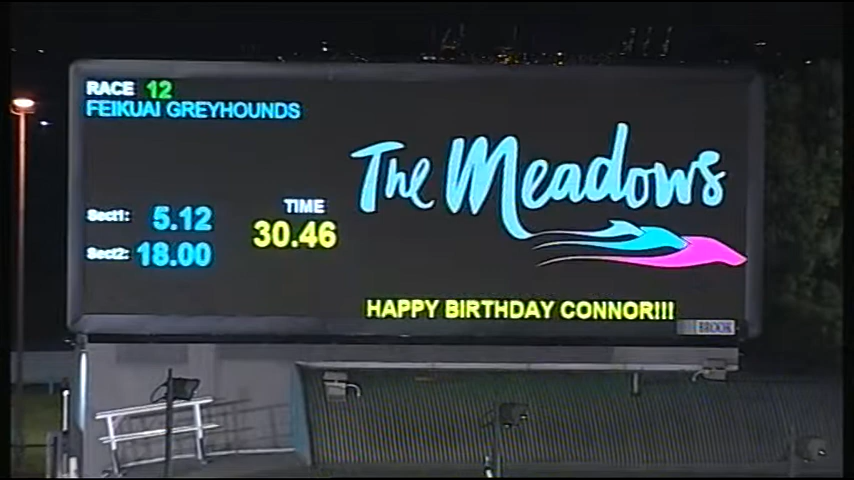 RACE 12
FEIKUAI GREYHOUNDS
The Meadows
Sect1: 5.12
Sect2: 18.00
TIME
30.46
HAPPY BIRTHDAY CONNOR!!!
BROOK